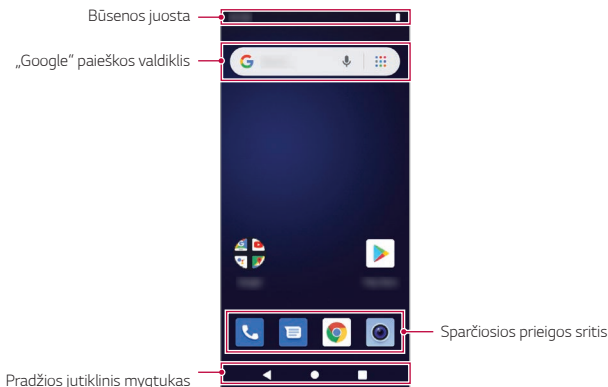 Būsenos juosta
„Google“ paieškos valdiklis
Sparčiosios prieigos sritis
Pradžios jutiklinis mygtukas